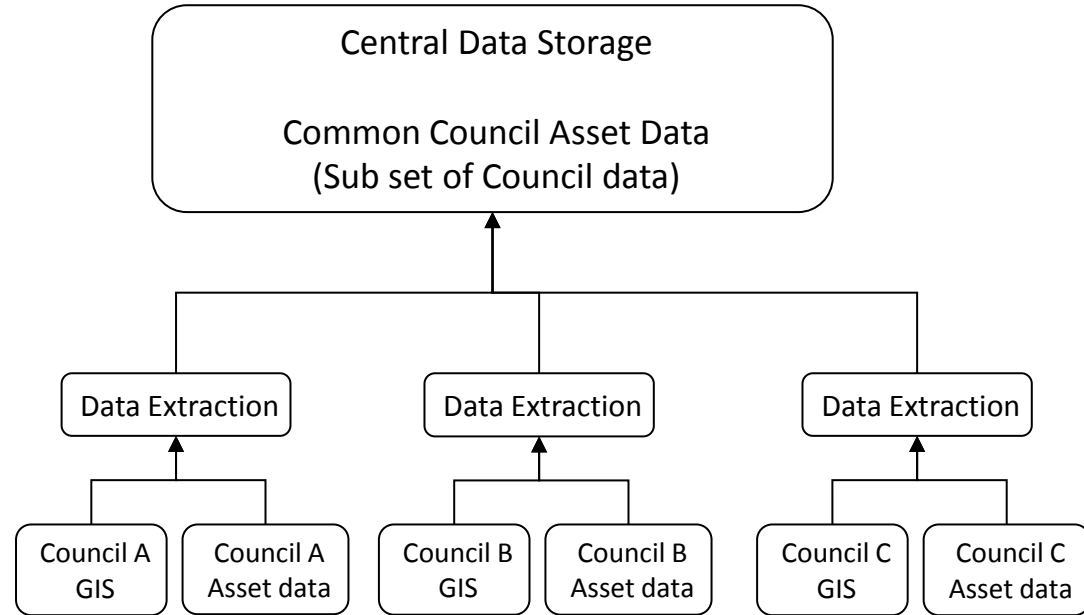 Central Data Storage
Common Council Asset Data
(Sub set of Council data)
Data Extraction
Data Extraction
Data Extraction
Council A
GIS
Council A
Asset data
Council B
GIS
Council B
Asset data
Council C
GIS
Council C
Asset data